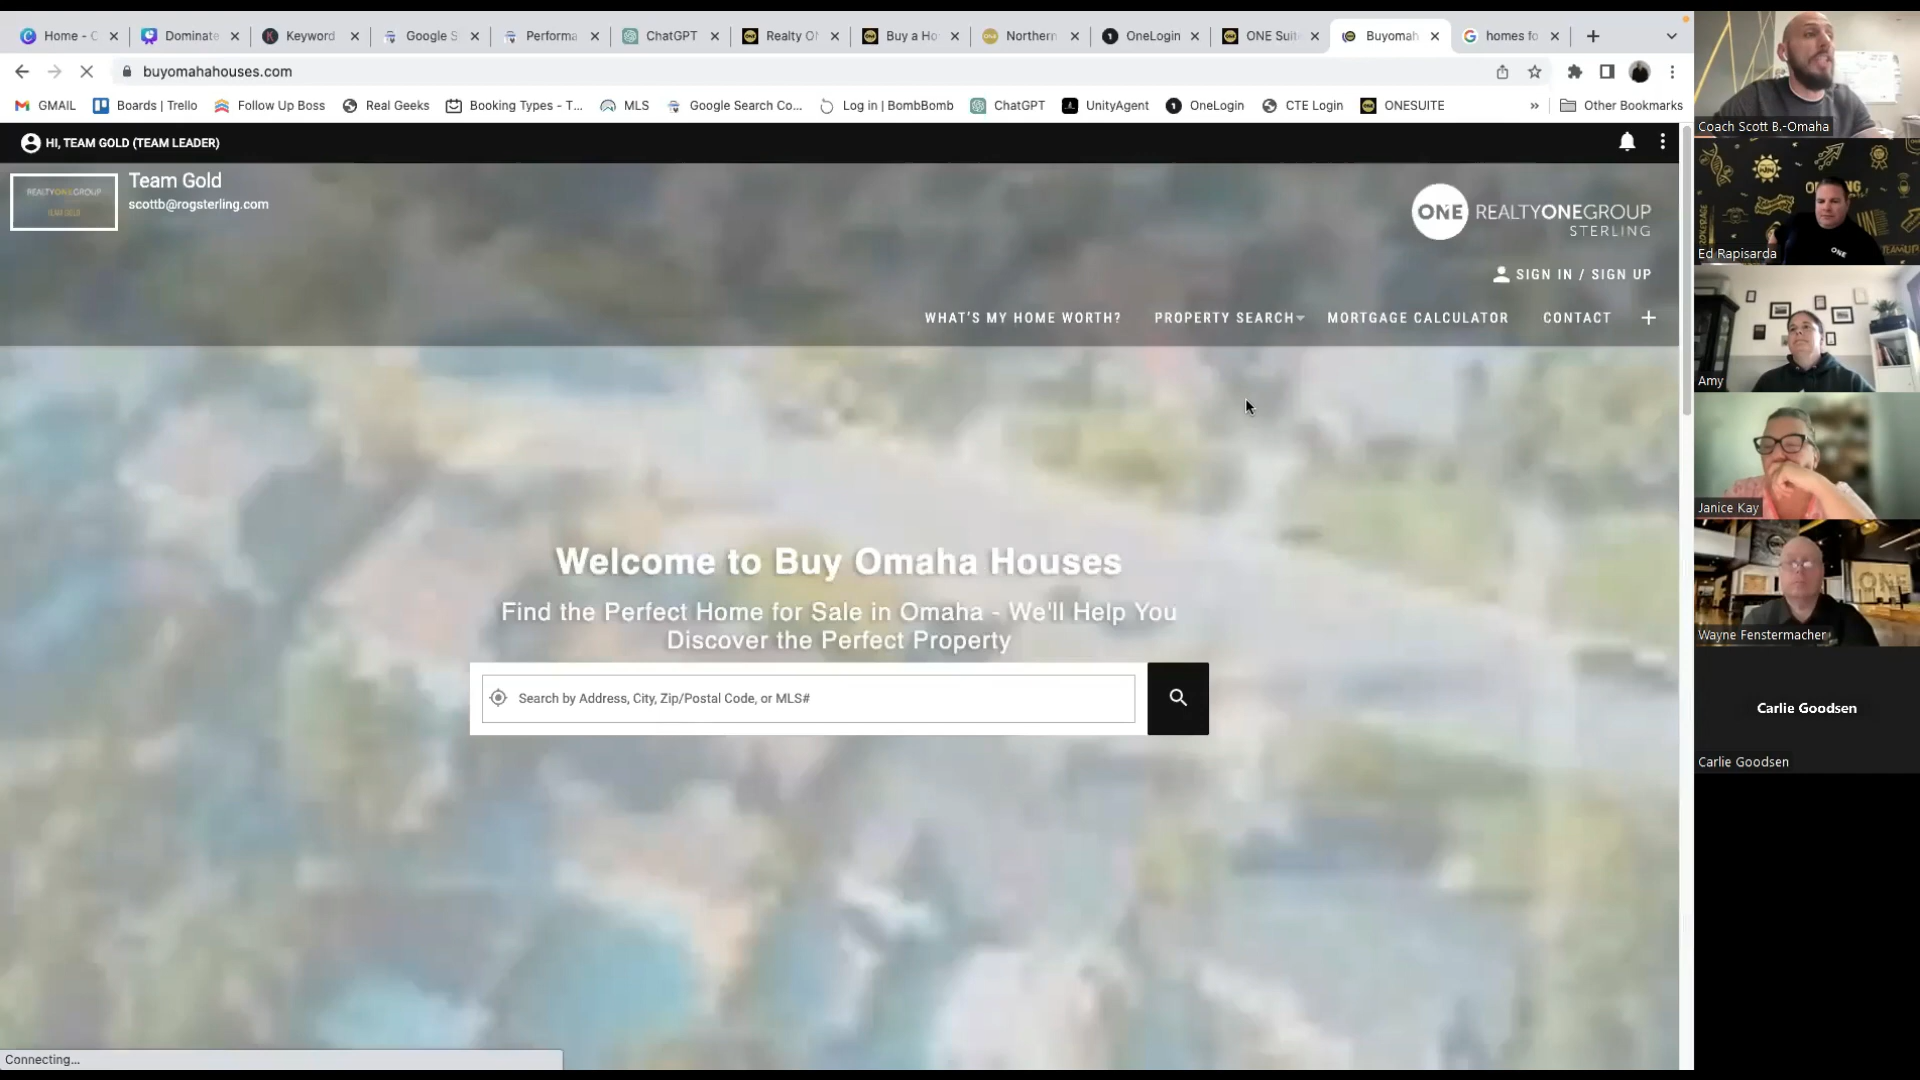 Home - C
Dominate
Keyword
Google S
Performa
ChatGPT
Realty O
Buy a Ho
Northern
OneLogin
ONE Suit
Buyomah
homes fo
buyomahahouses.com
GMAIL
Boards | Trello
Follow Up Boss
Real Geeks
Booking Types - T...
MLS
Google Search Co...
Log in | BombBomb
ChatGPT
UnityAgent
OneLogin
CTE Login
ONESUITE
»
Other Bookmarks
HI, TEAM GOLD (TEAM LEADER)
REALTYONEGROUP
TEAM GOLD
Team Gold
scottb@rogsterling.com
ONE REALTYONEGROUP
STERLING
SIGN IN / SIGN UP
WHAT'S MY HOME WORTH?
PROPERTY SEARCH
MORTGAGE CALCULATOR
CONTACT
Welcome to Buy Omaha Houses
Find the Perfect Home for Sale in Omaha - We'll Help You
Discover the Perfect Property
Search by Address, City, Zip/Postal Code, or MLS#
Connecting...
Coach Scott B.-Omaha
ONE
Ed Rapisarda
Amy
Janice Kay
ONE
Wayne Fenstermacher
Carlie Goodsen
Carlie Goodsen